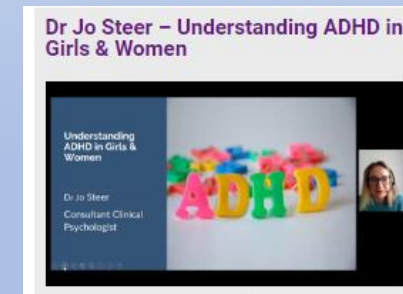 Dr Jo Steer – Understanding ADHD in
Girls & Women
Understanding
ADHD in Girls &
Women
Dr Jo Steer
Consultant Clinical
Psychologist
ADHD